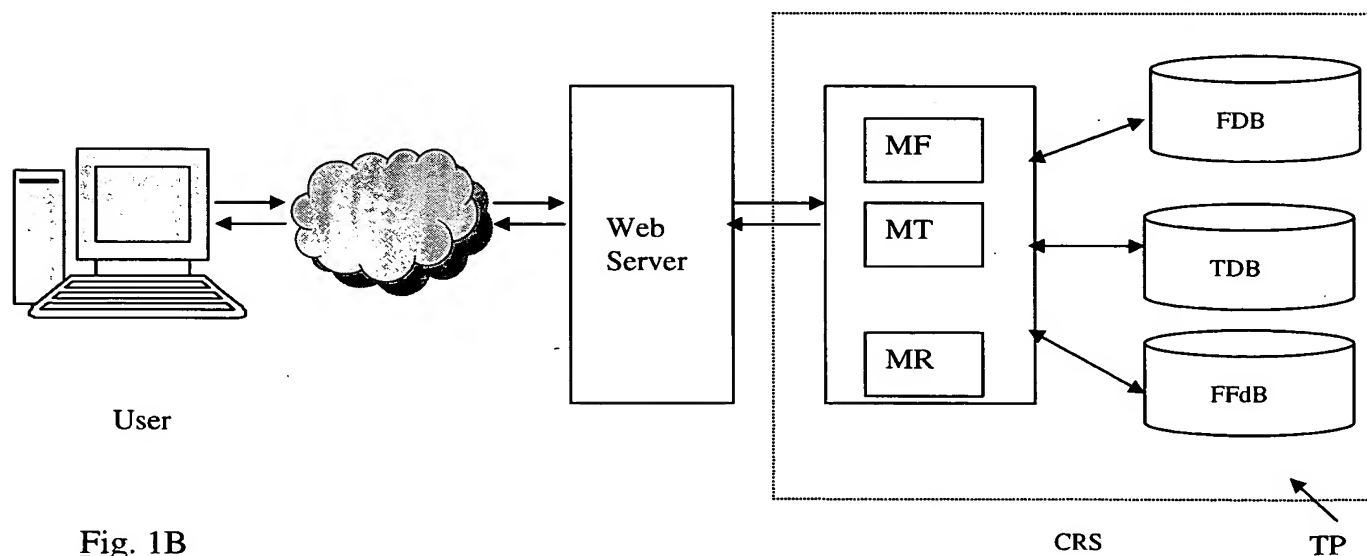 FDB
MF
MT
Web
Server
TDB
MR
FFdB
User
Fig. 1B
CRS
TP